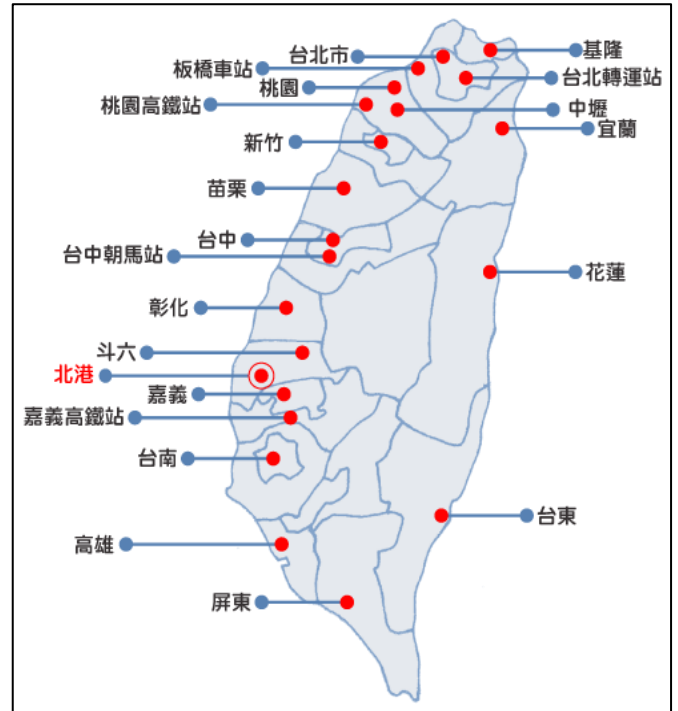 台北市
基隆
板橋車站
台北轉運站
桃園
桃園高鐵站
中壢
宜蘭
新竹
苗栗
台中
台中朝馬站
花蓮
彰化
斗六
北港
嘉義
嘉義高鐵站
台南
台東
高雄
屏東